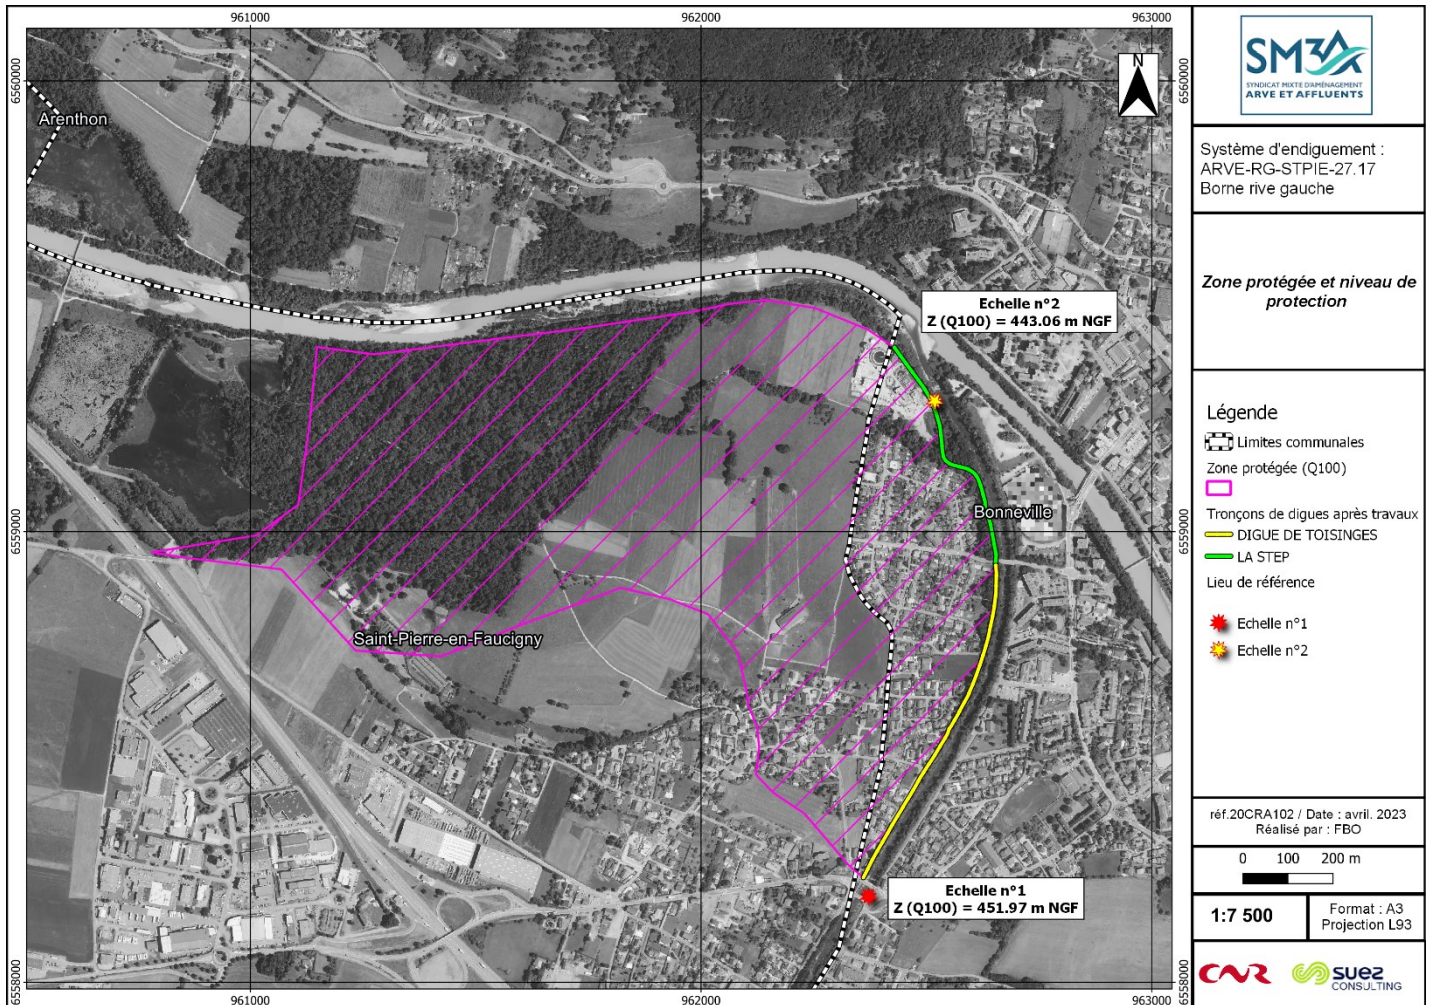 961000
962000
963000
6560000
6560000
N
Arenthon
Echelle n°2
Z (Q100) = 443.06 m NGF
6559000
6559000
Bonneville
Saint-Pierre-en-Faucigny
Echelle n°1
Z (Q100) = 451.97 m NGF
6558000
6558000
961000
962000
963000
SM3A
SYNDICAT MIXTE D'AMÉNAGEMENT
ARVE ET AFFLUENTS
Système d'endiguement :
ARVE-RG-STPIE-27.17
Borne rive gauche
Zone protégée et niveau de
protection
Légende
Limites communales
Zone protégée (Q100)
Tronçons de digues après travaux
DIGUE DE TOISINGES
LA STEP
Lieu de référence
Echelle n°1
Echelle n°2
réf.20CRA102 / Date : avril. 2023
Réalisé par : FBO
0 100 200 m
1:7 500
Format : A3
Projection L93
CNR
suez
CONSULTING